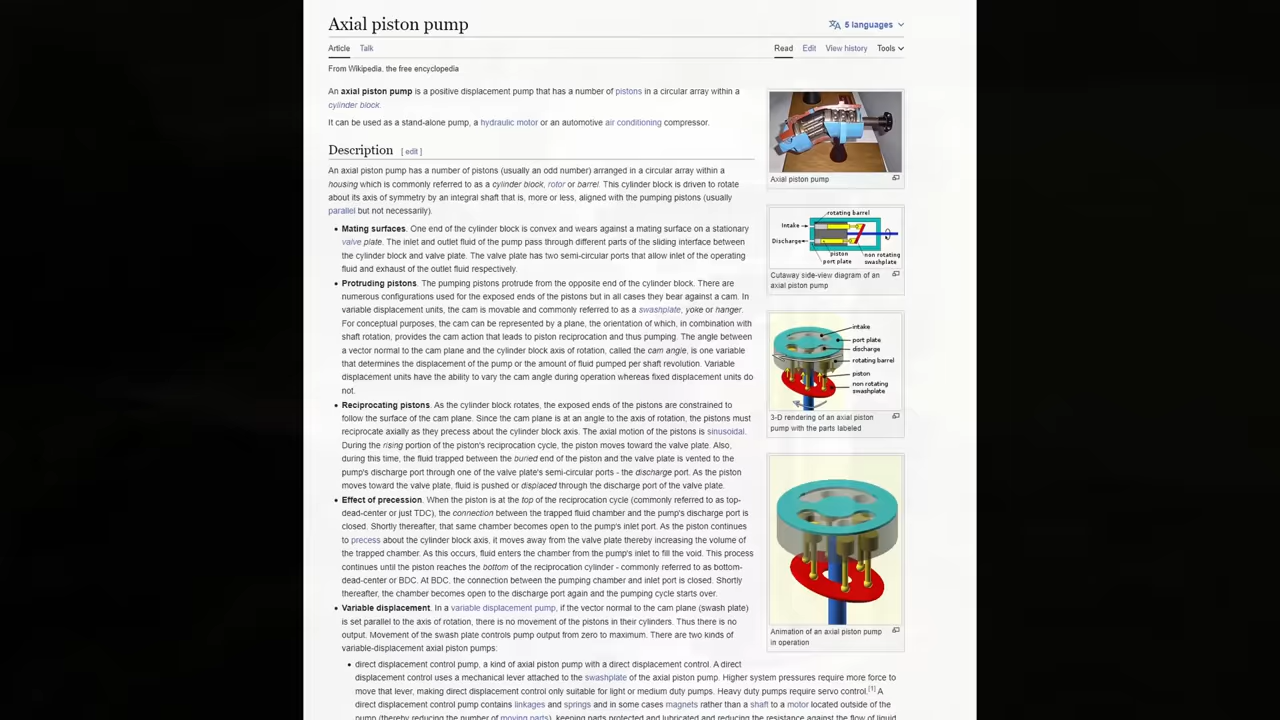 Axial piston pump
5 languages
Article Talk
Read Edit View history Tools
From Wikipedia, the free encyclopedia
An axial piston pump is a positive displacement pump that has a number of pistons in a circular array within a
cylinder block.
It can be used as a stand-alone pump, a hydraulic motor or an automotive air conditioning compressor.
Description [ edit ]
An axial piston pump has a number of pistons (usually an odd number) arranged in a circular array within a
housing which is commonly referred to as a cylinder block, rotor or barrel. This cylinder block is driven to rotate
about its axis of symmetry by an integral shaft that is, more or less, aligned with the pumping pistons (usually
parallel but not necessarily).
• Mating surfaces. One end of the cylinder block is convex and wears against a mating surface on a stationary
valve plate. The inlet and outlet fluid of the pump pass through different parts of the sliding interface between
the cylinder block and valve plate. The valve plate has two semi-circular ports that allow inlet of the operating
fluid and exhaust of the outlet fluid respectively.
• Protruding pistons. The pumping pistons protrude from the opposite end of the cylinder block. There are
numerous configurations used for the exposed ends of the pistons but in all cases they bear against a cam. In
variable displacement units, the cam is movable and commonly referred to as a swashplate, yoke or hanger.
For conceptual purposes, the cam can be represented by a plane, the orientation of which, in combination with
shaft rotation, provides the cam action that leads to piston reciprocation and thus pumping. The angle between
a vector normal to the cam plane and the cylinder block axis of rotation, called the cam angle, is one variable
that determines the displacement of the pump or the amount of fluid pumped per shaft revolution. Variable
displacement units have the ability to vary the cam angle during operation whereas fixed displacement units do
not.
• Reciprocating pistons. As the cylinder block rotates, the exposed ends of the pistons are constrained to
follow the surface of the cam plane. Since the cam plane is at an angle to the axis of rotation, the pistons must
reciprocate axially as they precess about the cylinder block axis. The axial motion of the pistons is sinusoidal.
During the rising portion of the piston's reciprocation cycle, the piston moves toward the valve plate. Also,
during this time, the fluid trapped between the buried end of the piston and the valve plate is vented to the
pump's discharge port through one of the valve plate's semi-circular ports - the discharge port. As the piston
moves toward the valve plate, fluid is pushed or displaced through the discharge port of the valve plate.
• Effect of precession. When the piston is at the top of the reciprocation cycle (commonly referred to as top-
dead-center or just TDC), the connection between the trapped fluid chamber and the pump's discharge port is
closed. Shortly thereafter, that same chamber becomes open to the pump's inlet port. As the piston continues
to precess about the cylinder block axis, it moves away from the valve plate thereby increasing the volume of
the trapped chamber. As this occurs, fluid enters the chamber from the pump's inlet to fill the void. This process
continues until the piston reaches the bottom of the reciprocation cylinder - commonly referred to as bottom-
dead-center or BDC. At BDC, the connection between the pumping chamber and inlet port is closed. Shortly
thereafter, the chamber becomes open to the discharge port again and the pumping cycle starts over.
• Variable displacement. In a variable displacement pump, if the vector normal to the cam plane (swash plate)
is set parallel to the axis of rotation, there is no movement of the pistons in their cylinders. Thus there is no
output. Movement of the swash plate controls pump output from zero to maximum. There are two kinds of
variable-displacement axial piston pumps:
• direct displacement control pump, a kind of axial piston pump with a direct displacement control. A direct
displacement control uses a mechanical lever attached to the swashplate of the axial piston pump. Higher system pressures require more force to
move that lever, making direct displacement control only suitable for light or medium duty pumps. Heavy duty pumps require servo control.[1] A
direct displacement control pump contains linkages and springs and in some cases magnets rather than a shaft to a motor located outside of the
pump (thereby reducing the number of moving parts), keeping parts protected and lubricated and reducing the resistance against the flow of liquid
Axial piston pump
rotating barrel
Intake
Discharge
piston
port plate
non rotating
swashplate
Cutaway side-view diagram of an
axial piston pump
intake
port plate
discharge
rotating barrel
piston
non rotating
swashplate
3-D rendering of an axial piston
pump with the parts labeled
Animation of an axial piston pump
in operation